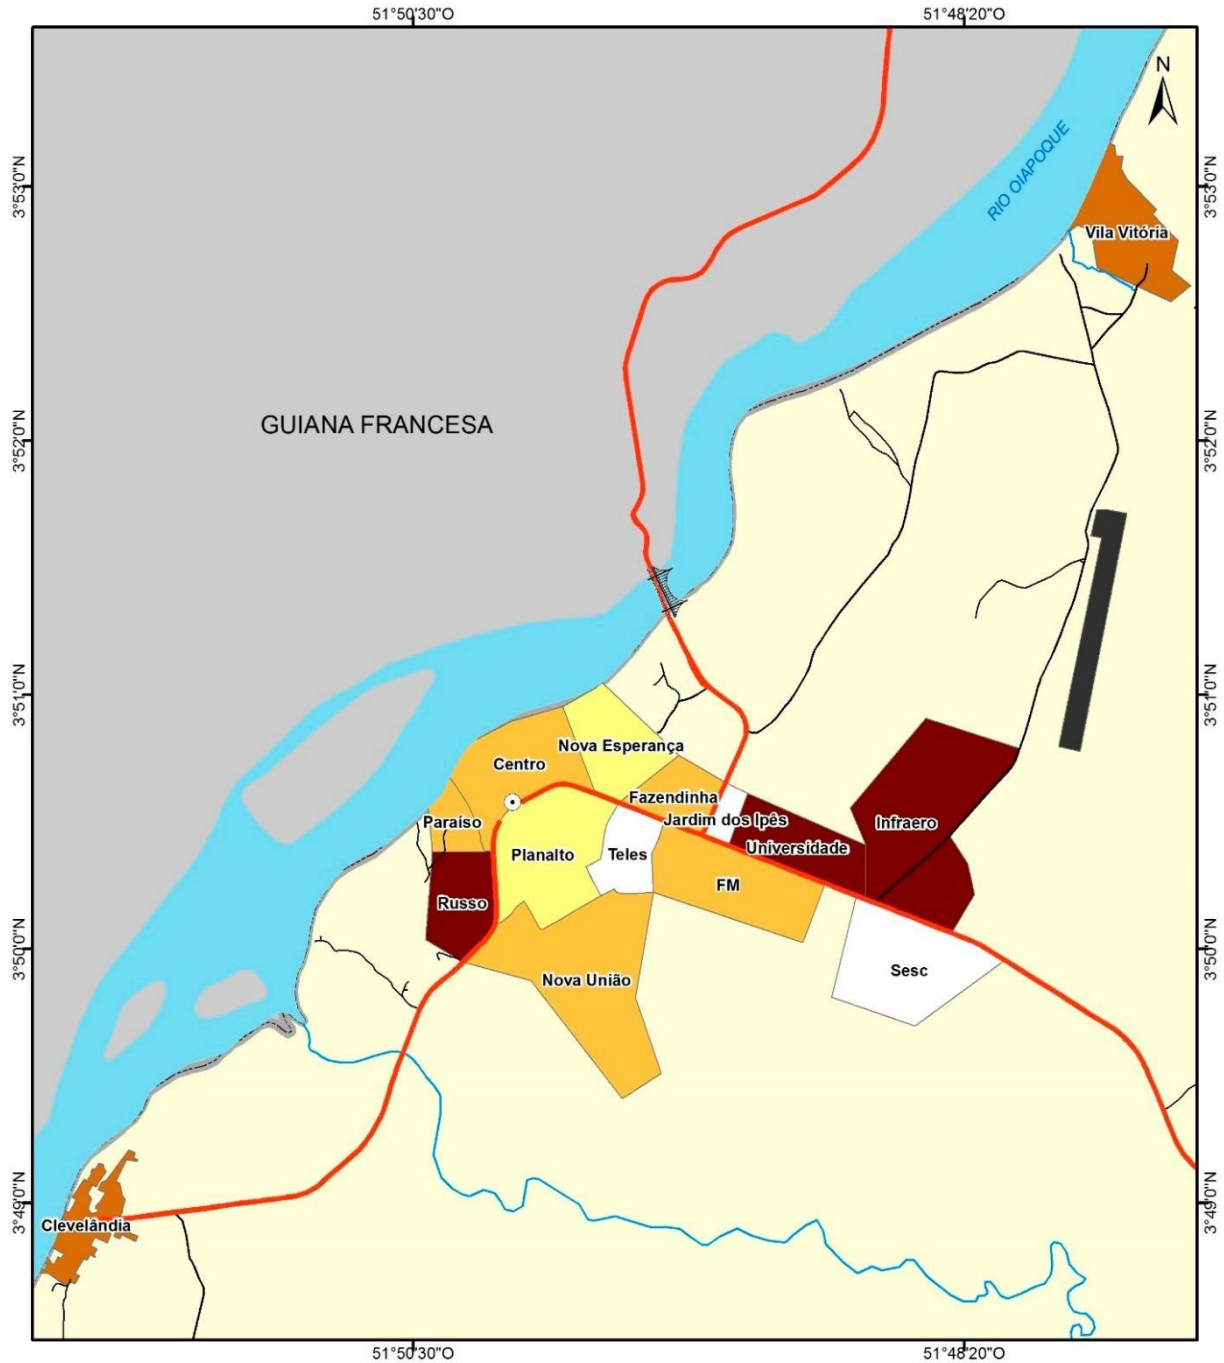 51°50'30"O
51°48'20"O
N
RIO OIAPOQUE
3°53'0"N
3°53'0"N
Vila Vitória
GUIANA FRANCESA
3°52'0"N
3°52'0"N
3°51'0"N
3°51'0"N
Nova Esperança
Centro
Fazendinha
Jardim dos Ipês
Paraíso
Infraero
Universidade
Planalto
Teles
FM
Russo
3°50'0"N
3°50'0"N
Sesc
Nova União
3°49'0"N
3°49'0"N
Clevelândia
51°50'30"O
51°48'20"O